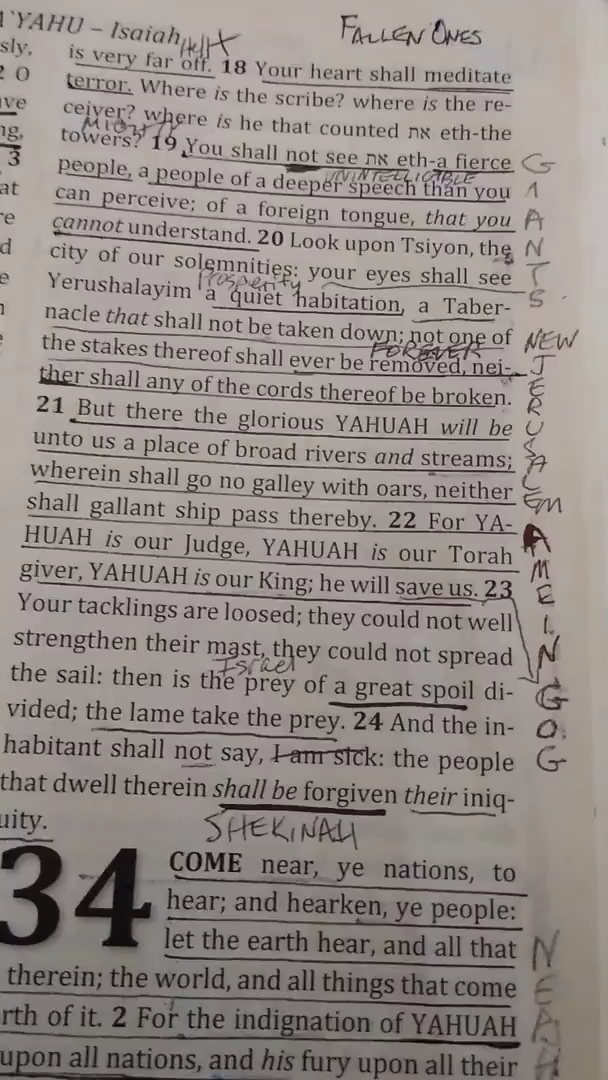 A'YAHU – Isaiah
FALLEN ONES
sly,
is very far off. 18 Your heart shall meditate
2 0
terror. Where is the scribe? where is the re-
ve
ceiver? where is he that counted את eth-the
MIGHTY
ng,
towers? 19 You shall not see את eth-a fierce
3
UNINTELLIGIBLE
people, a people of a deeper speech than you
at
can perceive; of a foreign tongue, that you
re
cannot understand. 20 Look upon Tsiyon, the
d
city of our solemnities: your eyes shall see
GIANTS
e
Prosperity
Yerushalayim a quiet habitation, a Taber-
nacle that shall not be taken down; not one of
FOREVER
the stakes thereof shall ever be removed, nei-
ther shall any of the cords thereof be broken.
NEW
JERUSALEM
21 But there the glorious YAHUAH will be
unto us a place of broad rivers and streams;
wherein shall go no galley with oars, neither
shall gallant ship pass thereby. 22 For YA-
HUAH is our Judge, YAHUAH is our Torah
giver, YAHUAH is our King; he will save us. 23
AMEIN
Your tacklings are loosed; they could not well
strengthen their mast, they could not spread
Israel
the sail: then is the prey of a great spoil di-
GOG
vided; the lame take the prey. 24 And the in-
habitant shall not say, I am sick: the people
that dwell therein shall be forgiven their iniq-
uity.
SHEKINAH
34 COME near, ye nations, to
hear; and hearken, ye people:
let the earth hear, and all that
therein; the world, and all things that come
rth of it. 2 For the indignation of YAHUAH
upon all nations, and his fury upon all their